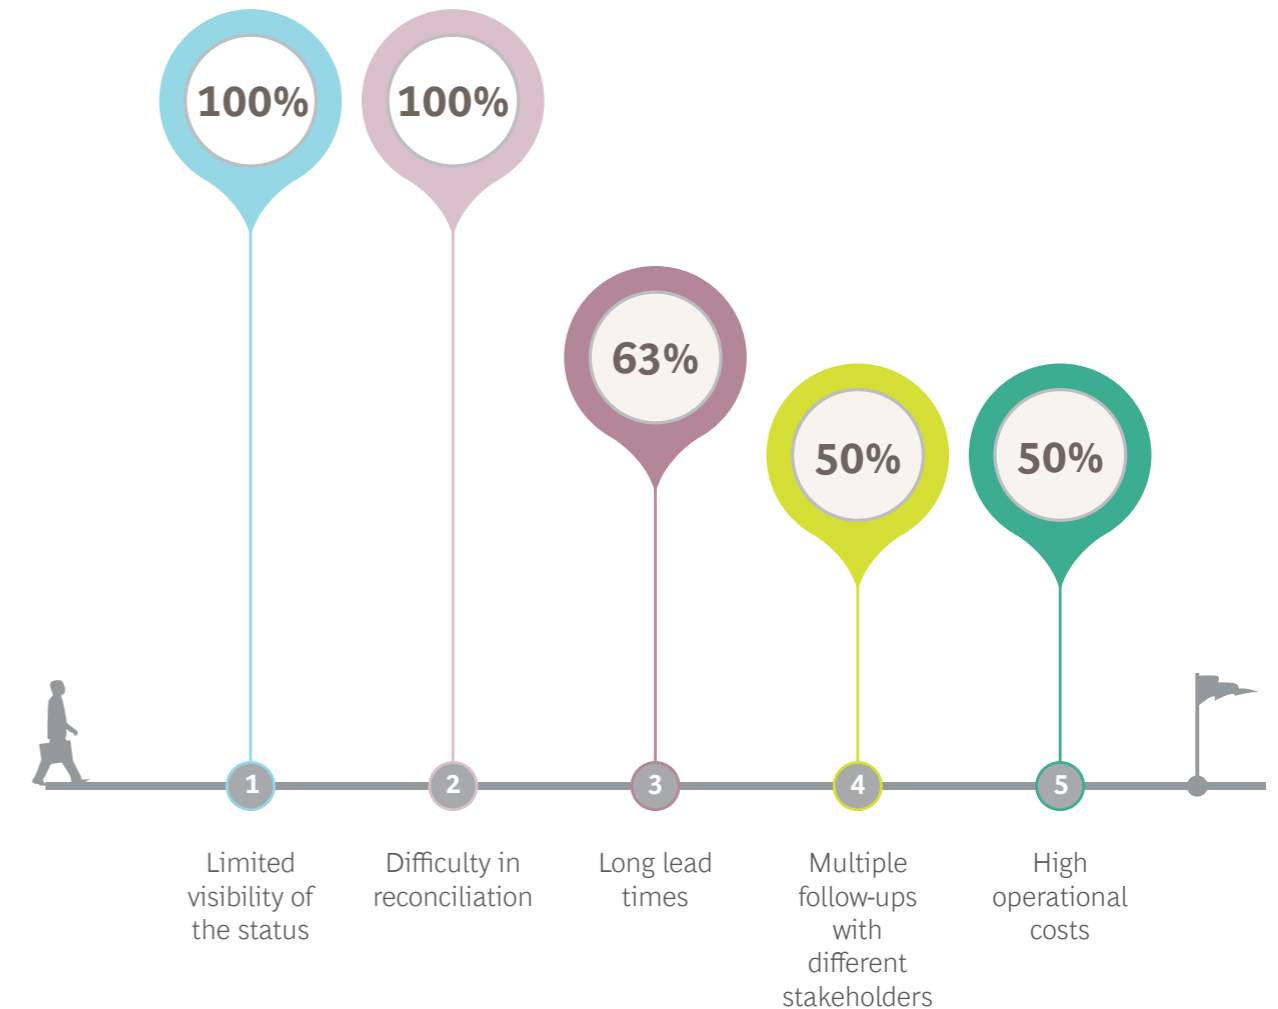 100%
100%
63%
50%
50%
1
2
3
4
5
Limited
visibility of
the status
Difficulty in
reconciliation
Long lead
times
Multiple
follow-ups
with
different
stakeholders
High
operational
costs